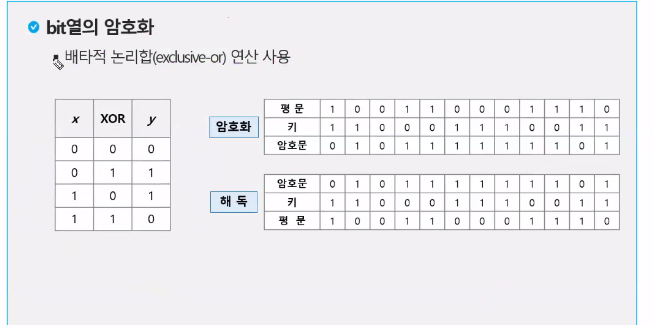 bit열의 암호화
배타적 논리합(exclusive-or) 연산 사용
x XOR y
0 0 0
0 1 1
1 0 1
1 1 0
암호화
평 문 1 0 0 1 1 0 0 0 1 1 1 0
키 1 1 0 0 0 1 1 1 0 0 1 1
암호문 0 1 0 1 1 1 1 1 1 1 0 1
해 독
암호문 0 1 0 1 1 1 1 1 1 1 0 1
키 1 1 0 0 0 1 1 1 0 0 1 1
평 문 1 0 0 1 1 0 0 0 1 1 1 0